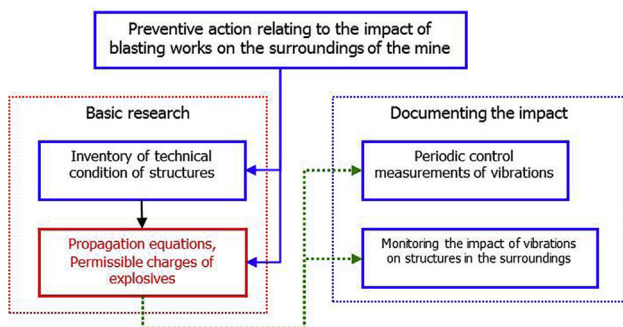 Preventive action relating to the impact of
blasting works on the surroundings of the mine
Basic research
Inventory of technical
condition of structures
Propagation equations,
Permissible charges of
explosives
Documenting the impact
Periodic control
measurements of vibrations
Monitoring the impact of vibrations
on structures in the surroundings